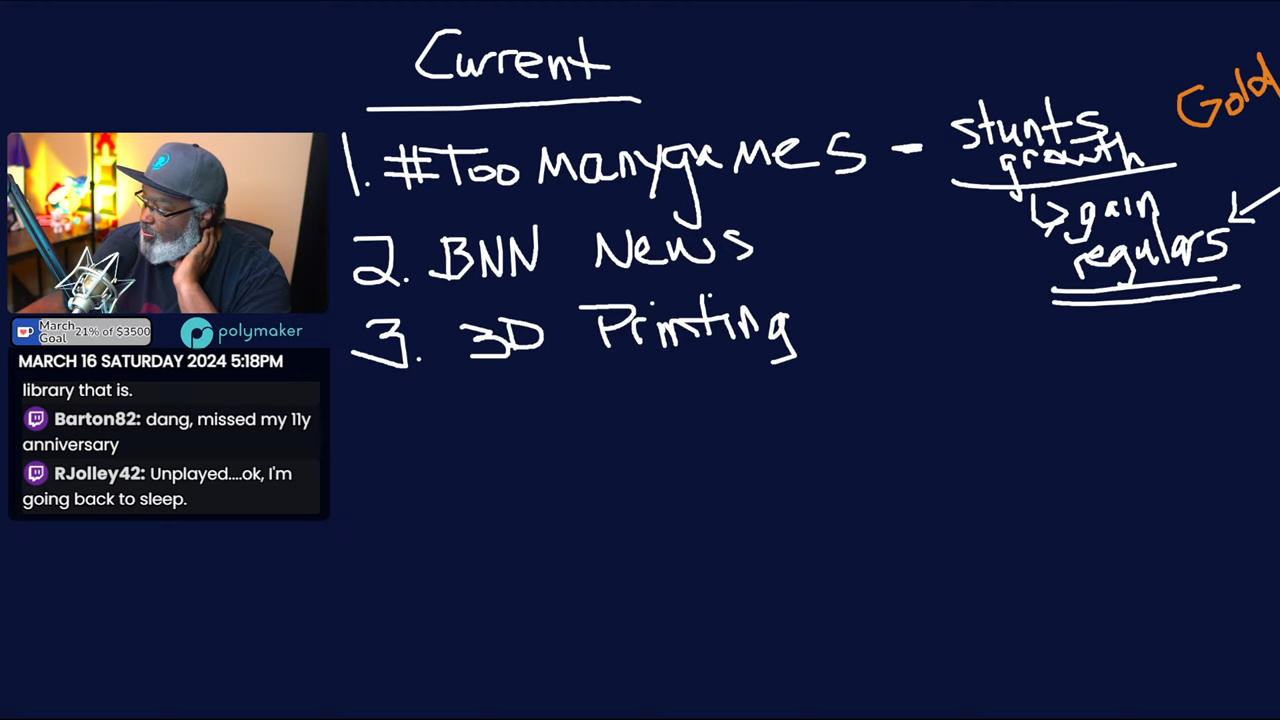 Current
1. #TooManygames - stunts
growth
Gold
↳ gain
regulars
2. BNN News
3. 3D Printing
March
Goal
21% of $3500
polymaker
MARCH 16 SATURDAY 2024 5:18PM
library that is.
Barton82: dang, missed my 11y
anniversary
RJolley42: Unplayed....ok, I'm
going back to sleep.